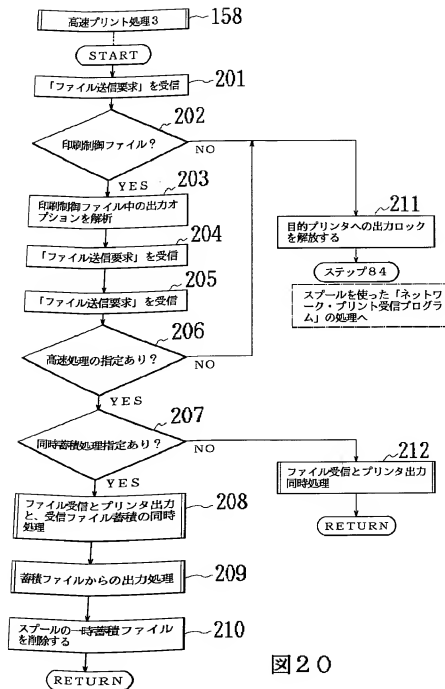 高速プリント処理3
158
START
「ファイル送信要求」を受信
201
202
印刷制御ファイル?
NO
YES
203
印刷制御ファイル中の出力オ
プションを解析
204
「ファイル送信要求」を受信
205
「ファイル送信要求」を受信
206
高速処理の指定あり?
NO
YES
207
同時蓄積処理指定あり?
NO
YES
208
ファイル受信とプリンタ出力
と、受信ファイル蓄積の同時
処理
209
蓄積ファイルからの出力処理
210
スプールの一時蓄積ファイル
を削除する
RETURN
211
目的プリンタへの出力ロック
を解放する
ステップ84
スプールを使った「ネットワ
ーク・プリント受信プログラ
ム」の処理へ
212
ファイル受信とプリンタ出力
同時処理
RETURN
図20